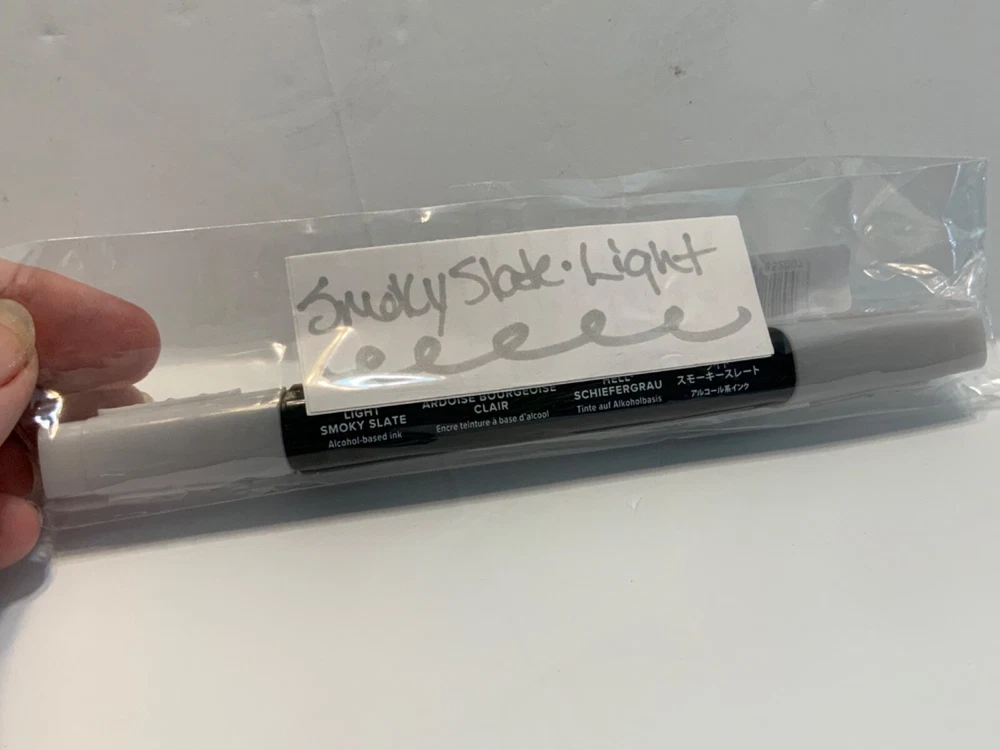 Smoky Slate · Light
LIGHT
SMOKY SLATE
Alcohol-based ink
ARDOISE BOURGEOISE
CLAIR
Encre teinture à base d'alcool
HELL
SCHIEFERGRAU
Tinte auf Alkoholbasis
スモーキースレート
アルコール系インク